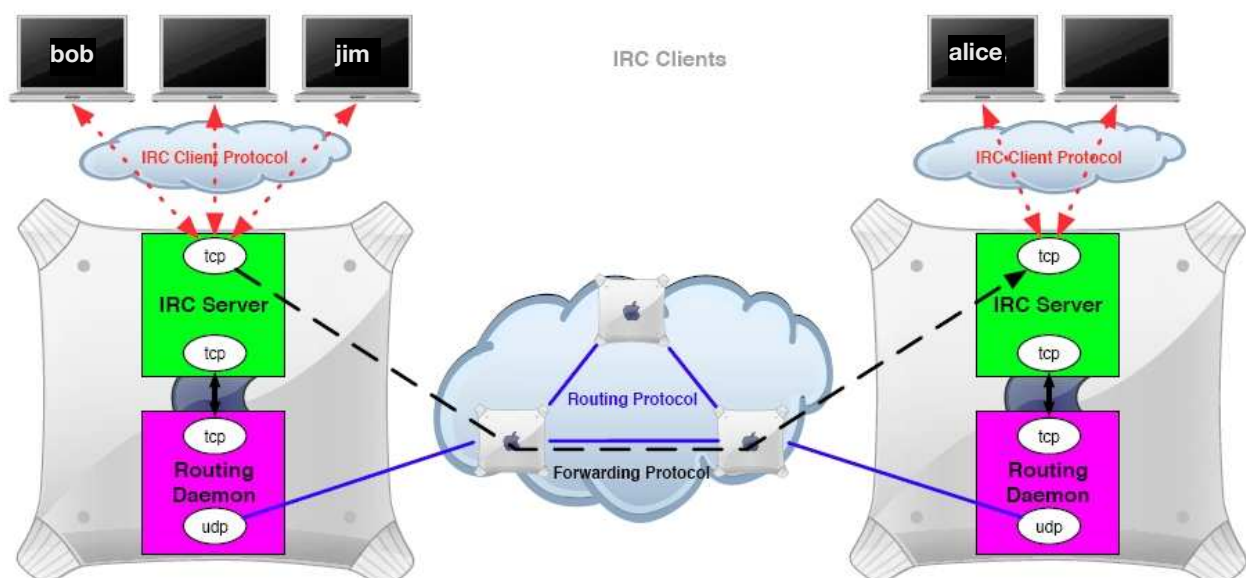 bob
jim
IRC Clients
alice,
IRC Client Protocol
IRC Client Protocol
tcp
IRC Server
tcp
tcp
Routing
Daemon
udp
Routing Protocol
Forwarding Protocol
tcp
IRC Server
tcp
tcp
Routing
Daemon
udp